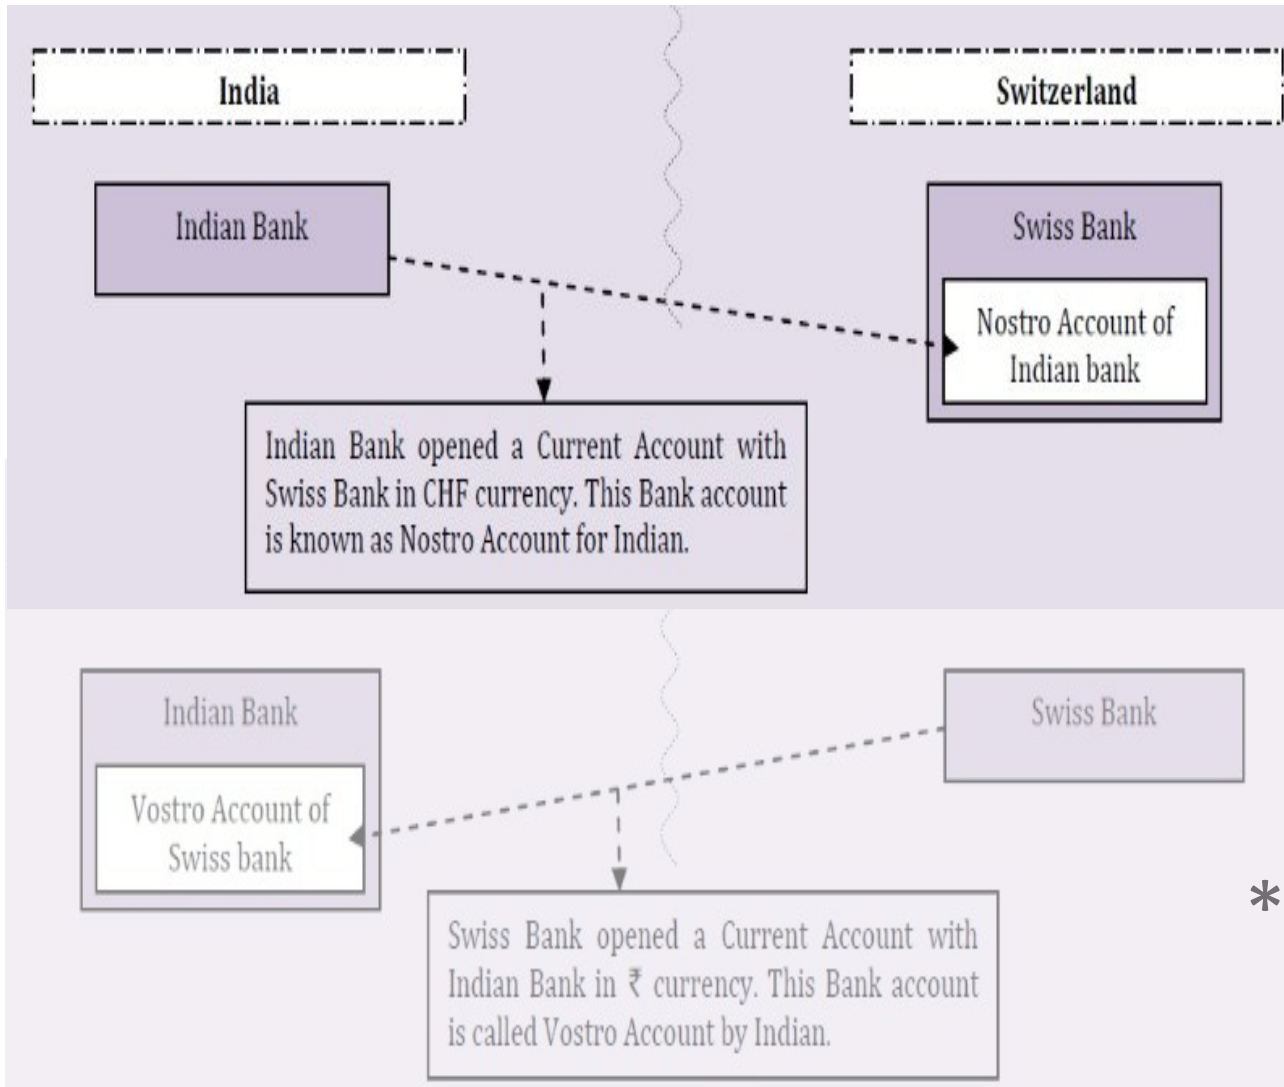 India
Switzerland
Indian Bank
Swiss Bank
Nostro Account of
Indian bank
Indian Bank opened a Current Account with
Swiss Bank in CHF currency. This Bank account
is known as Nostro Account for Indian.
Indian Bank
Swiss Bank
Vostro Account of
Swiss bank
Swiss Bank opened a Current Account with
Indian Bank in ₹ currency. This Bank account
is called Vostro Account by Indian.
*